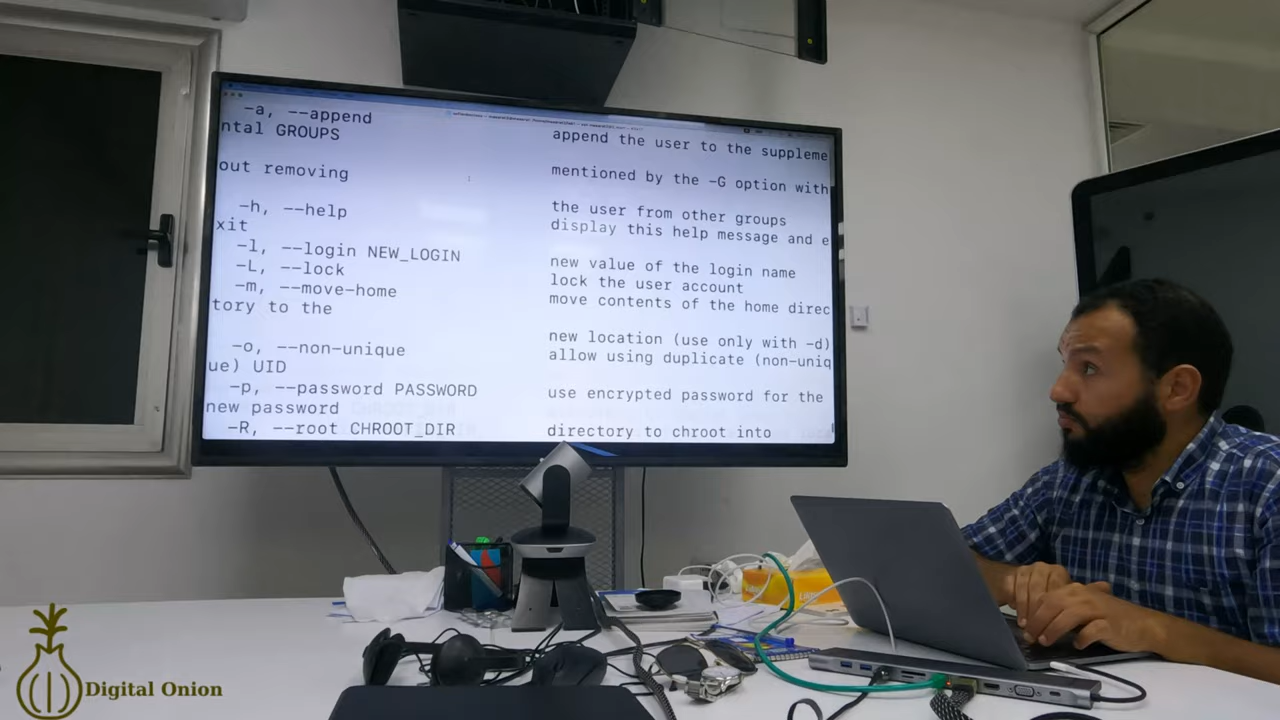 -a, --append append the user to the suppleme
ntal GROUPS
mentioned by the -G option with
out removing
the user from other groups
-h, --help display this help message and e
xit
-l, --login NEW_LOGIN new value of the login name
-L, --lock lock the user account
-m, --move-home move contents of the home direc
tory to the
new location (use only with -d)
-o, --non-unique allow using duplicate (non-uniq
ue) UID
-p, --password PASSWORD use encrypted password for the
new password
-R, --root CHROOT_DIR directory to chroot into
Digital Onion